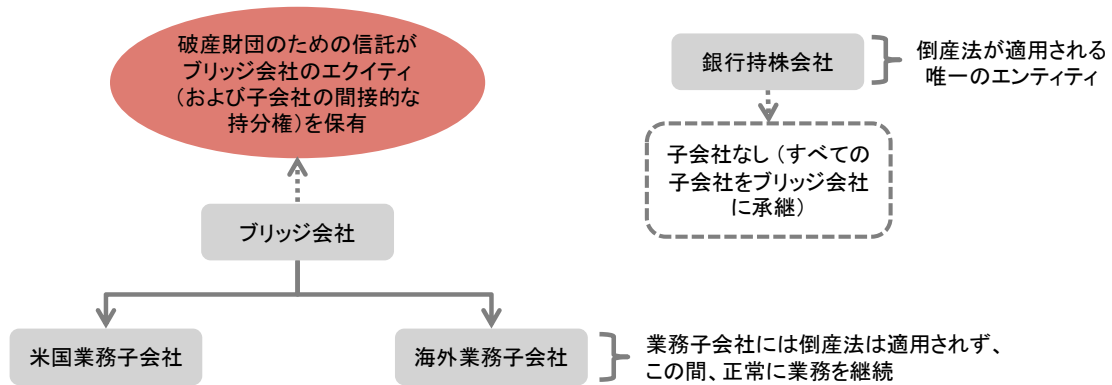 破産財団のための信託が
ブリッジ会社のエクイティ
（および子会社の間接的な
持分権）を保有
ブリッジ会社
米国業務子会社
海外業務子会社
業務子会社には倒産法は適用されず、
この間、正常に業務を継続
銀行持株会社
倒産法が適用される
唯一のエンティティ
子会社なし（すべての
子会社をブリッジ会社
に承継）